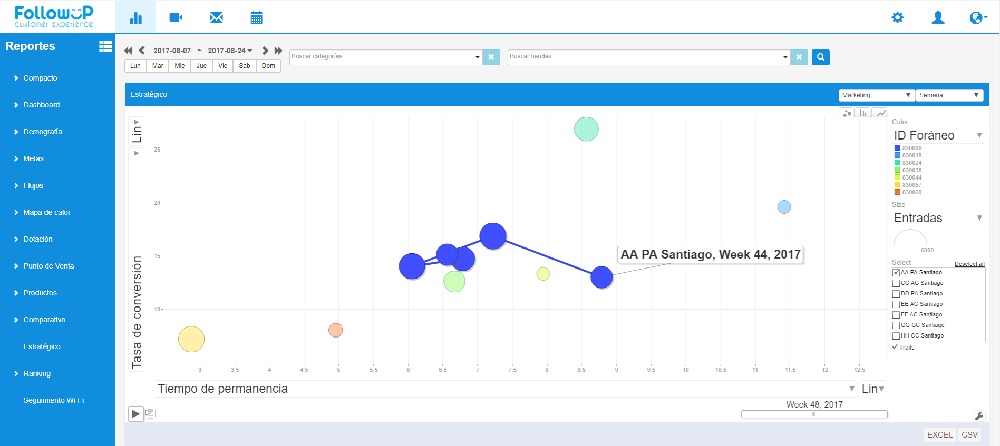 FollowUP
customer experience
Reportes
Compacto
Dashboard
Demografía
Metas
Flujos
Mapa de calor
Dotación
Punto de Venta
Productos
Comparativo
Estratégico
Ranking
Seguimiento Wi-Fi
2017-08-07 ~ 2017-08-24
Lun Mar Mie Jue Vie Sab Dom
Buscar categorías...
Buscar tiendas...
Estratégico
Marketing
Semana
Lin
Tasa de conversión
25
20
15
10
AA PA Santiago, Week 44, 2017
3 3.5 4 4.5 5 5.5 6 6.5 7 7.5 8 8.5 9 9.5 10 10.5 11 11.5 12 12.5
Tiempo de permanencia
Lin
Week 48, 2017
Color
ID Foráneo
830006
830018
830024
830038
830044
830057
830060
Size
Entradas
6000
Select
Deselect all
AA PA Santiago
CC AC Santiago
DD PA Santiago
EE AC Santiago
FF AC Santiago
GG CC Santiago
HH CC Santiago
Trails
EXCEL CSV